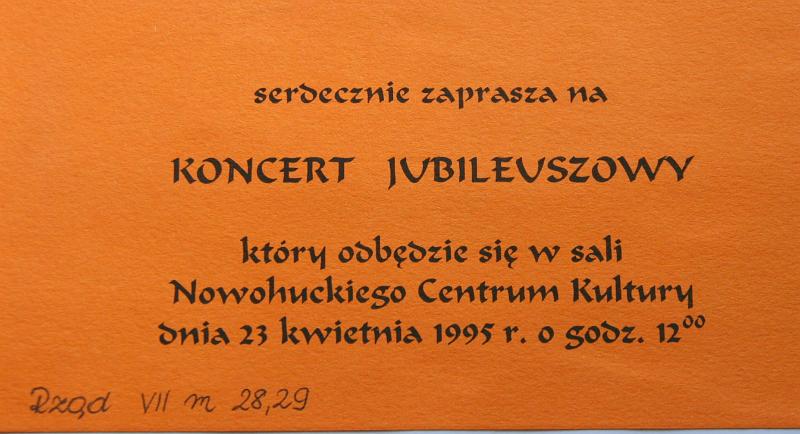 serdecznie zaprasza na
KONCERT JUBILEUSZOWY
który odbędzie się w sali
Nowohuckiego Centrum Kultury
dnia 23 kwietnia 1995 r. o godz. 12⁰⁰
Rząd VII m 28,29